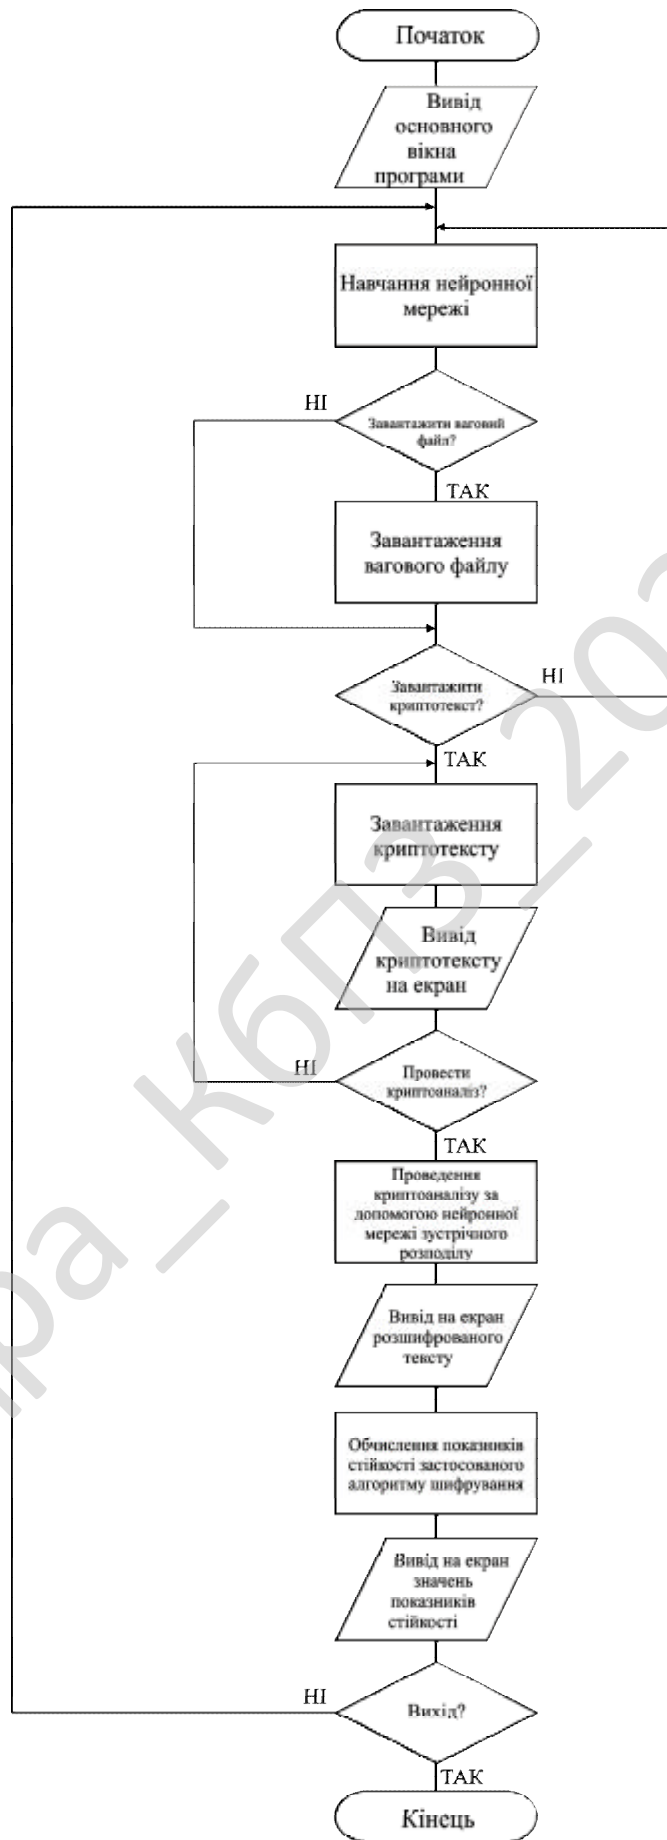 Початок
Вивід
основного
вікна
програми
Навчання нейронної
мережі
НІ
Завантажити ваговий
файл?
ТАК
Завантаження
вагового файлу
Завантажити
криптотекст?
НІ
ТАК
Завантаження
криптотексту
Вивід
криптотексту
на екран
НІ
Провести
криптоаналіз?
ТАК
Проведення
криптоаналізу за
допомогою нейронної
мережі зустрічного
розподілу
Вивід на екран
розшифрованого
тексту
Обчислення показників
стійкості застосованого
алгоритму шифрування
Вивід на екран
значень
показників
стійкості
НІ
Вихід?
ТАК
Кінець
ра_КбПЗ_20